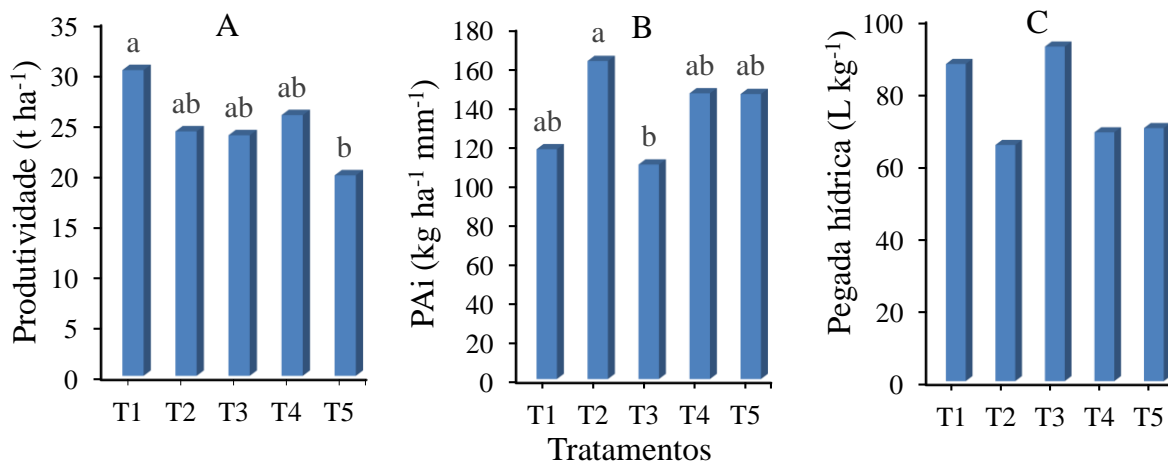 A
Produtividade (t ha-1)
35
30
25
20
15
10
5
0
a
ab
ab
ab
b
T1 T2 T3 T4 T5
B
PAi (kg ha-1 mm-1)
180
160
140
120
100
80
60
40
20
0
ab
a
b
ab
ab
T1 T2 T3 T4 T5
Tratamentos
C
Pegada hídrica (L kg-1)
100
80
60
40
20
0
T1 T2 T3 T4 T5